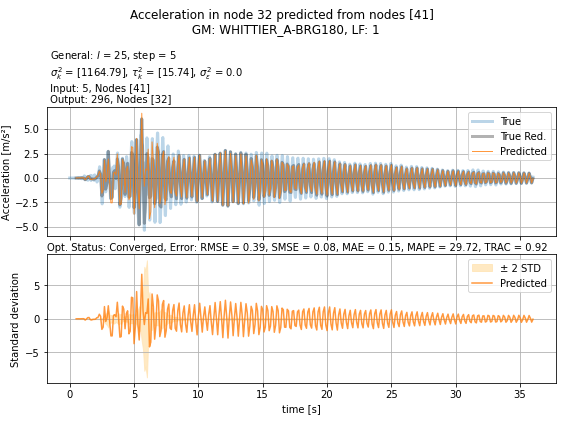 Acceleration in node 32 predicted from nodes [41]
GM: WHITTIER_A-BRG180, LF: 1
General: l = 25, step = 5
σ²ₖ = [1164.79], τ²ₖ = [15.74], σ²ε = 0.0
Input: 5, Nodes [41]
Output: 296, Nodes [32]
Acceleration [m/s²]
5.0
2.5
0.0
−2.5
−5.0
True
True Red.
Predicted
Opt. Status: Converged, Error: RMSE = 0.39, SMSE = 0.08, MAE = 0.15, MAPE = 29.72, TRAC = 0.92
Standard deviation
5
0
−5
± 2 STD
Predicted
0 5 10 15 20 25 30 35
time [s]